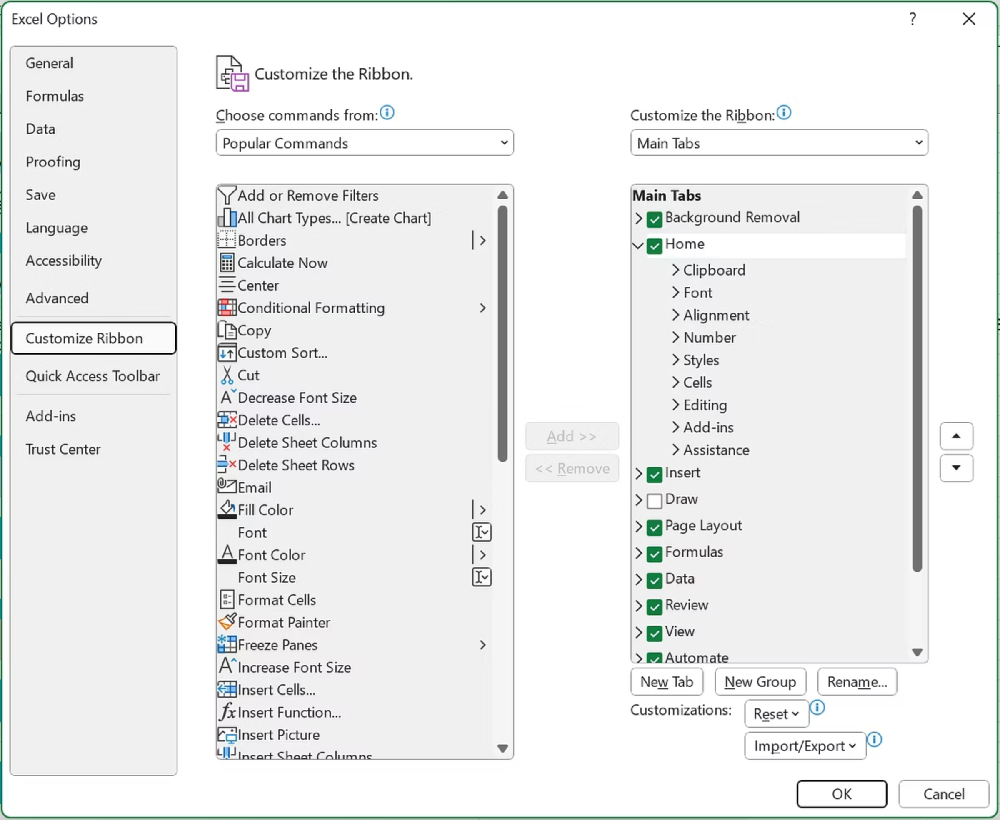 Excel Options
?
General
Formulas
Data
Proofing
Save
Language
Accessibility
Advanced
Customize Ribbon
Quick Access Toolbar
Add-ins
Trust Center
Customize the Ribbon.
Choose commands from:
Popular Commands
Add or Remove Filters
All Chart Types... [Create Chart]
Borders
Calculate Now
Center
Conditional Formatting
Copy
Custom Sort...
Cut
Decrease Font Size
Delete Cells...
Delete Sheet Columns
Delete Sheet Rows
Email
Fill Color
Font
Font Color
Font Size
Format Cells
Format Painter
Freeze Panes
Increase Font Size
Insert Cells...
Insert Function...
Insert Picture
Insert Sheet Columns
Add >>
<< Remove
Customize the Ribbon:
Main Tabs
Main Tabs
Background Removal
Home
Clipboard
Font
Alignment
Number
Styles
Cells
Editing
Add-ins
Assistance
Insert
Draw
Page Layout
Formulas
Data
Review
View
Automate
New Tab New Group Rename...
Customizations: Reset
Import/Export
OK Cancel